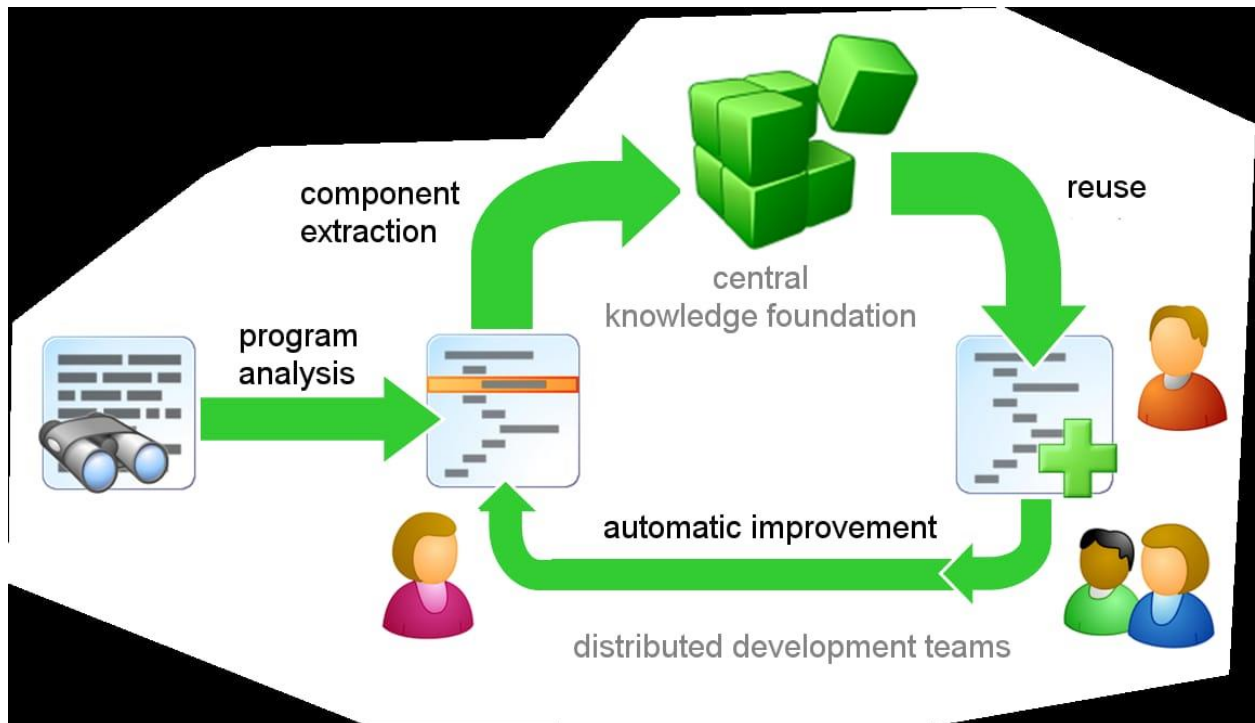 component
extraction
reuse
central
knowledge foundation
program
analysis
automatic improvement
distributed development teams